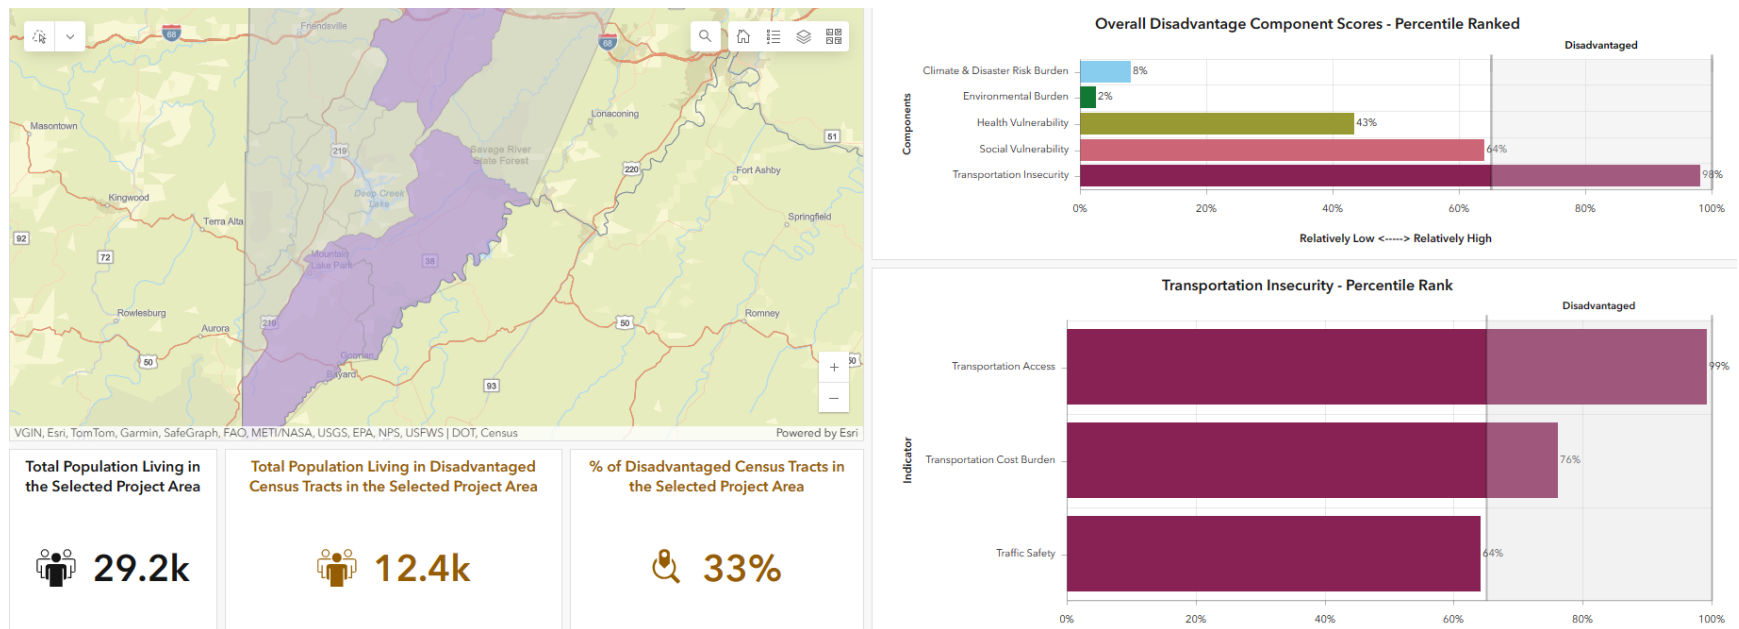 Friendsville
68
68
Masontown
Lonaconing
219
51
Savage River
State Forest
220
Fort Ashby
Kingwood
Deep Creek
Lake
Terra Alta
Springfield
92
72
Mountain
Lake Park
38
Rowlesburg
219
Aurora
50
Romney
50
Gorman
50
Bayard
93
+
−
VGIN, Esri, TomTom, Garmin, SafeGraph, FAO, METI/NASA, USGS, EPA, NPS, USFWS | DOT, Census
Powered by Esri
Total Population Living in
the Selected Project Area
29.2k
Total Population Living in Disadvantaged
Census Tracts in the Selected Project Area
12.4k
% of Disadvantaged Census Tracts in
the Selected Project Area
33%
Overall Disadvantage Component Scores - Percentile Ranked
Disadvantaged
Components
Climate & Disaster Risk Burden
8%
Environmental Burden
2%
Health Vulnerability
43%
Social Vulnerability
64%
Transportation Insecurity
98%
0% 20% 40% 60% 80% 100%
Relatively Low <-----> Relatively High
Transportation Insecurity - Percentile Rank
Disadvantaged
Indicator
Transportation Access
99%
Transportation Cost Burden
76%
Traffic Safety
64%
0% 20% 40% 60% 80% 100%